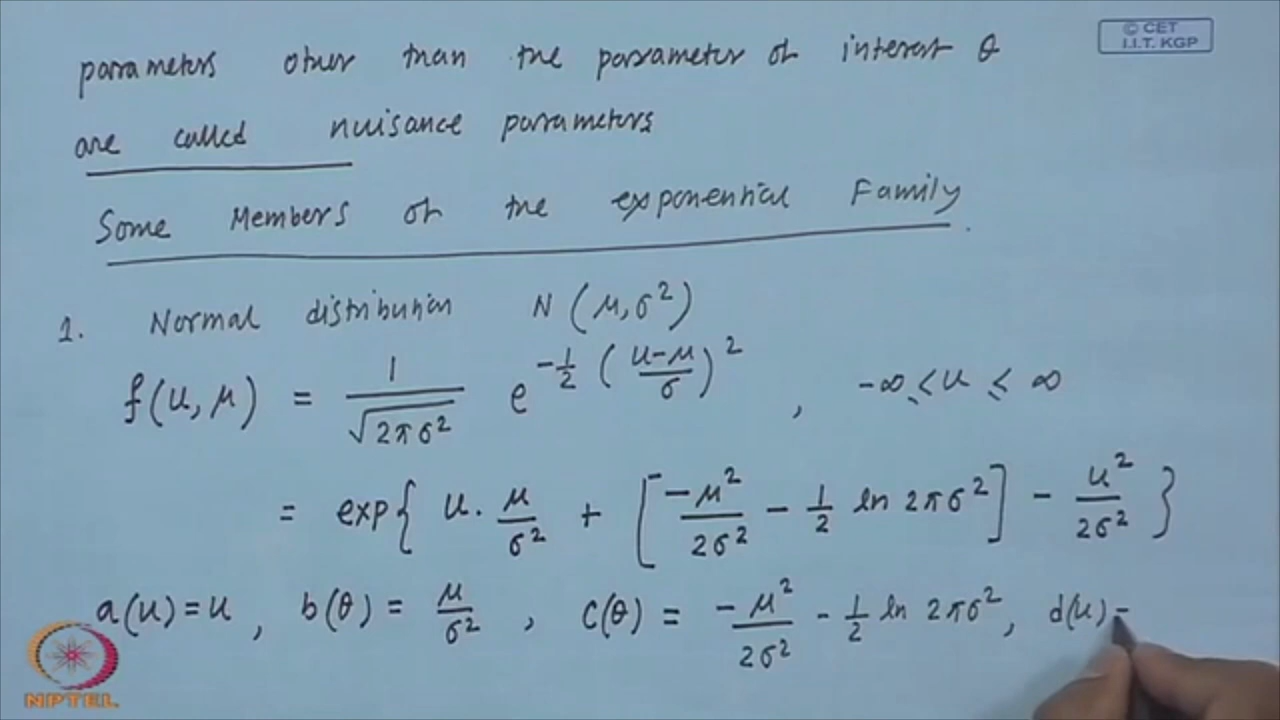 © CET
I.I.T. KGP
parameters other than the parameter of interest θ
are called nuisance parameters
Some Members of the exponential Family.
1. Normal distribution N(μ,σ²)
f(u,μ) = 1/√2πσ² e^{-1/2 ((u-μ)/σ)²}, -∞ ≤ u ≤ ∞
= exp{ u. μ/σ² + [-μ²/2σ² - 1/2 ln 2πσ²] - u²/2σ² }
a(u)=u, b(θ) = μ/σ², c(θ) = -μ²/2σ² - 1/2 ln 2πσ², d(u) =
NPTEL